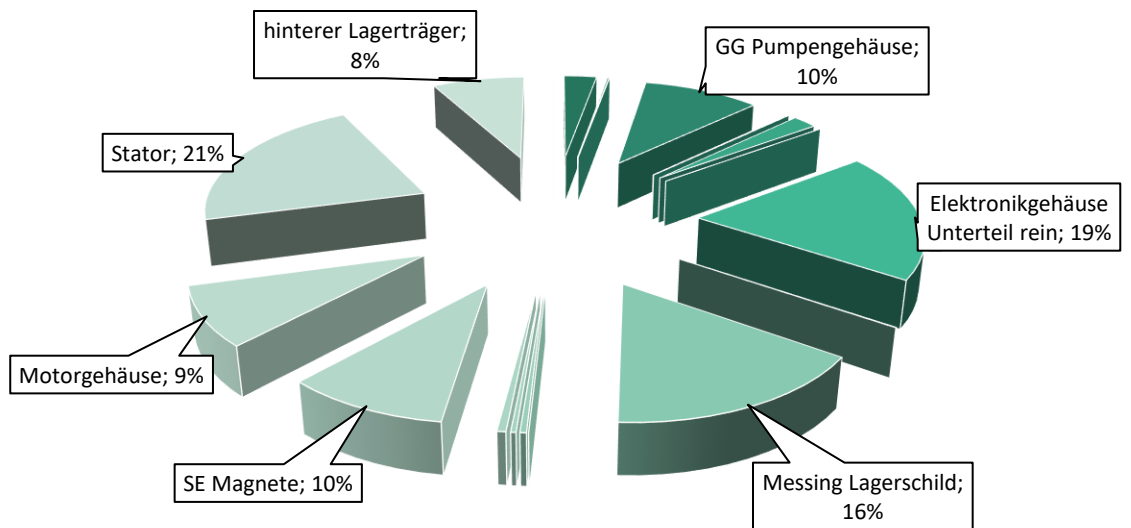 hinterer Lagerträger;
8%
GG Pumpengehäuse;
10%
Stator; 21%
Elektronikgehäuse
Unterteil rein; 19%
Motorgehäuse; 9%
SE Magnete; 10%
Messing Lagerschild;
16%